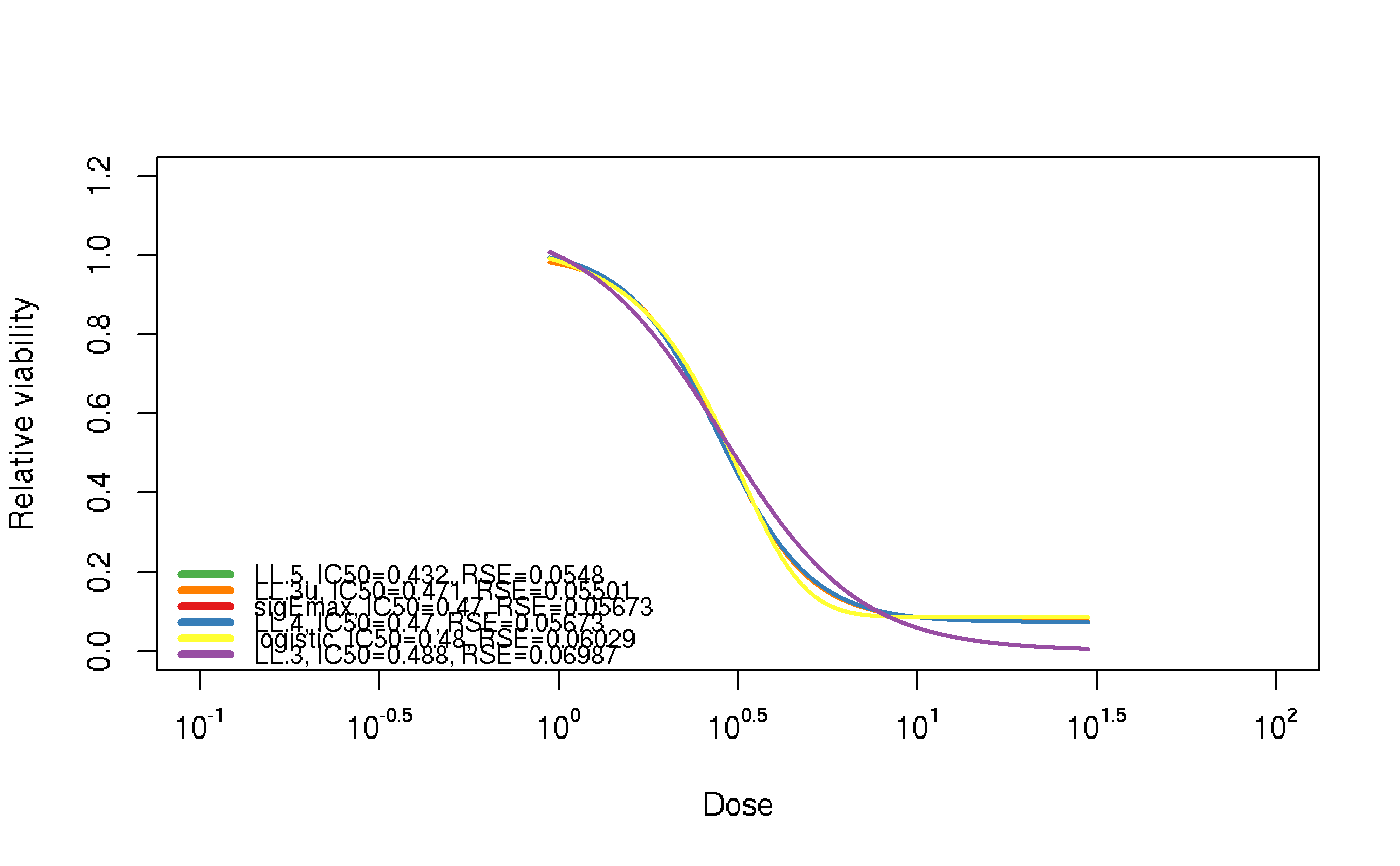 Relative viability
1.2
1.0
0.8
0.6
0.4
0.2
0.0
LL.5, IC50=0.432, RSE=0.0548
LL.3u, IC50=0.471, RSE=0.05501
sigEmax, IC50=0.47, RSE=0.05673
LL.4, IC50=0.47, RSE=0.05673
logistic, IC50=0.48, RSE=0.06029
LL.3, IC50=0.488, RSE=0.06987
10^-1 10^-0.5 10^0 10^0.5 10^1 10^1.5 10^2
Dose